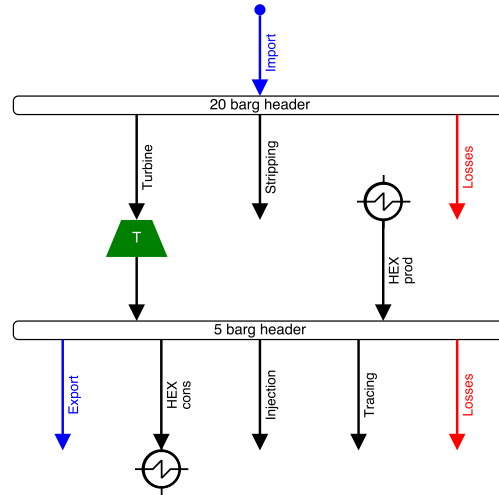 Import
20 barg header
Turbine
Stripping
Losses
T
HEX
prod
5 barg header
Export
HEX
cons
Injection
Tracing
Losses